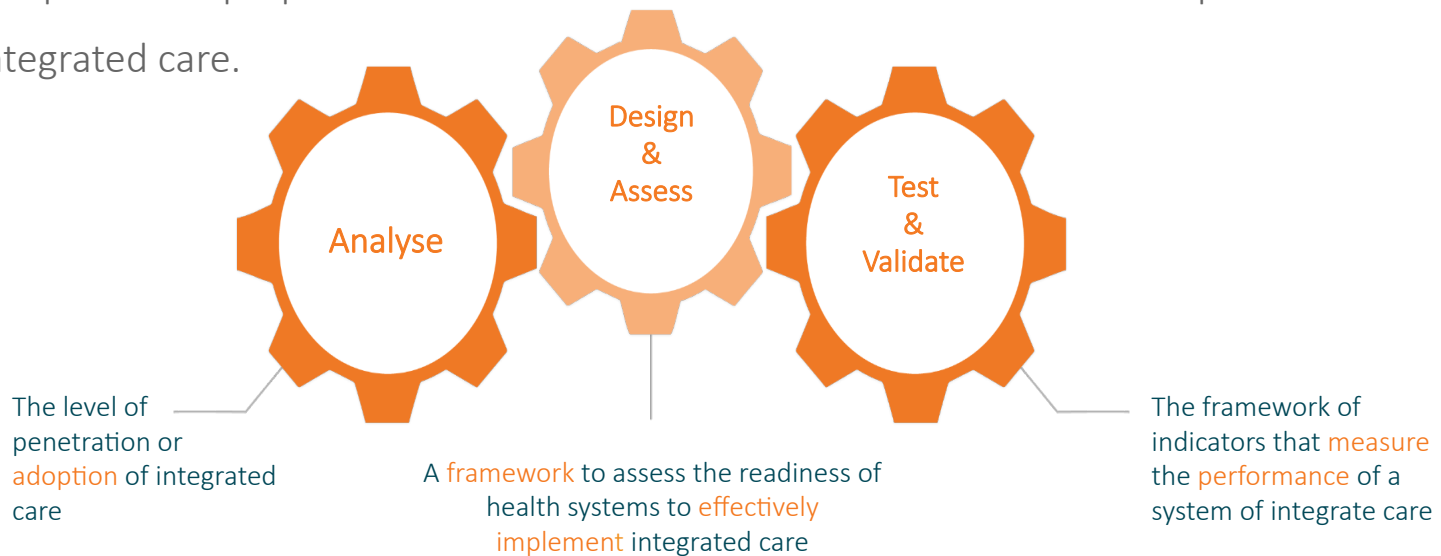 ntegrated care.
Analyse
Design
&
Assess
Test
&
Validate
The level of
penetration or
adoption of integrated
care
A framework to assess the readiness of
health systems to effectively
implement integrated care
The framework of
indicators that measure
the performance of a
system of integrate care